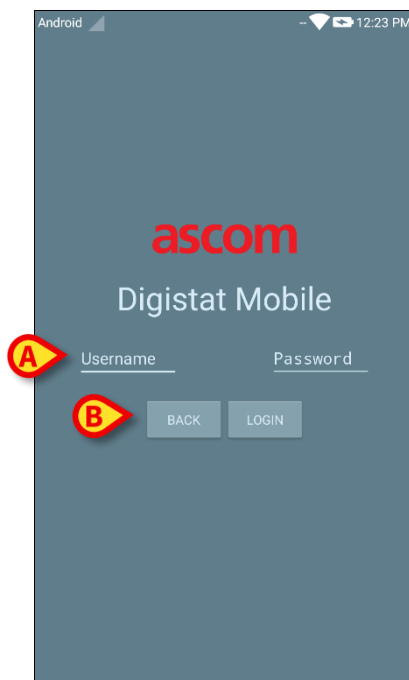 Android -- 12:23 PM
ascom
Digistat Mobile
A Username Password
B BACK LOGIN